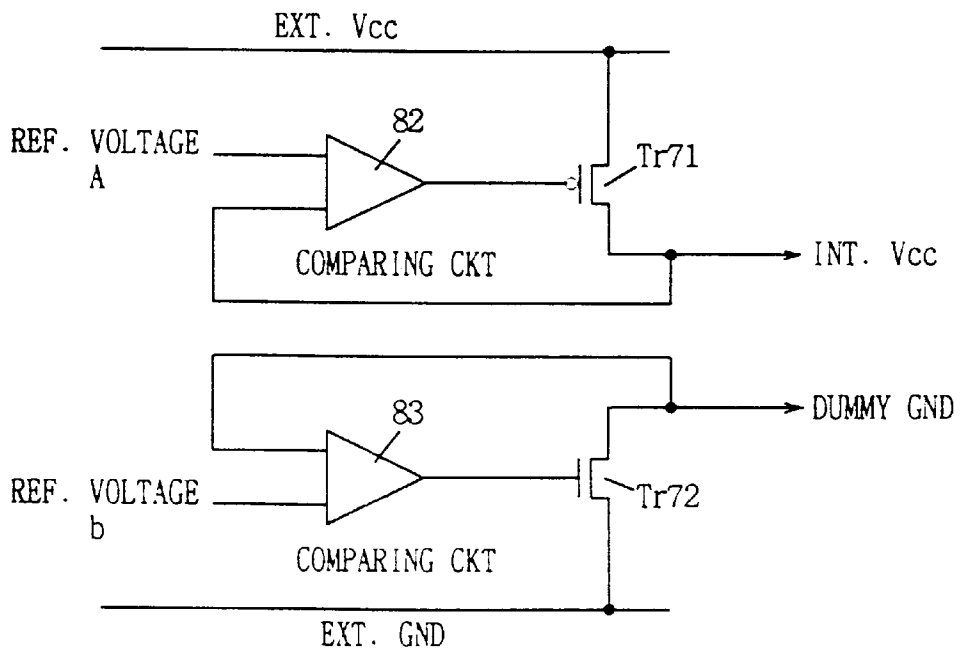 EXT. Vcc
REF. VOLTAGE
A
82
Tr71
COMPARING CKT
INT. Vcc
83
DUMMY GND
REF. VOLTAGE
b
Tr72
COMPARING CKT
EXT. GND